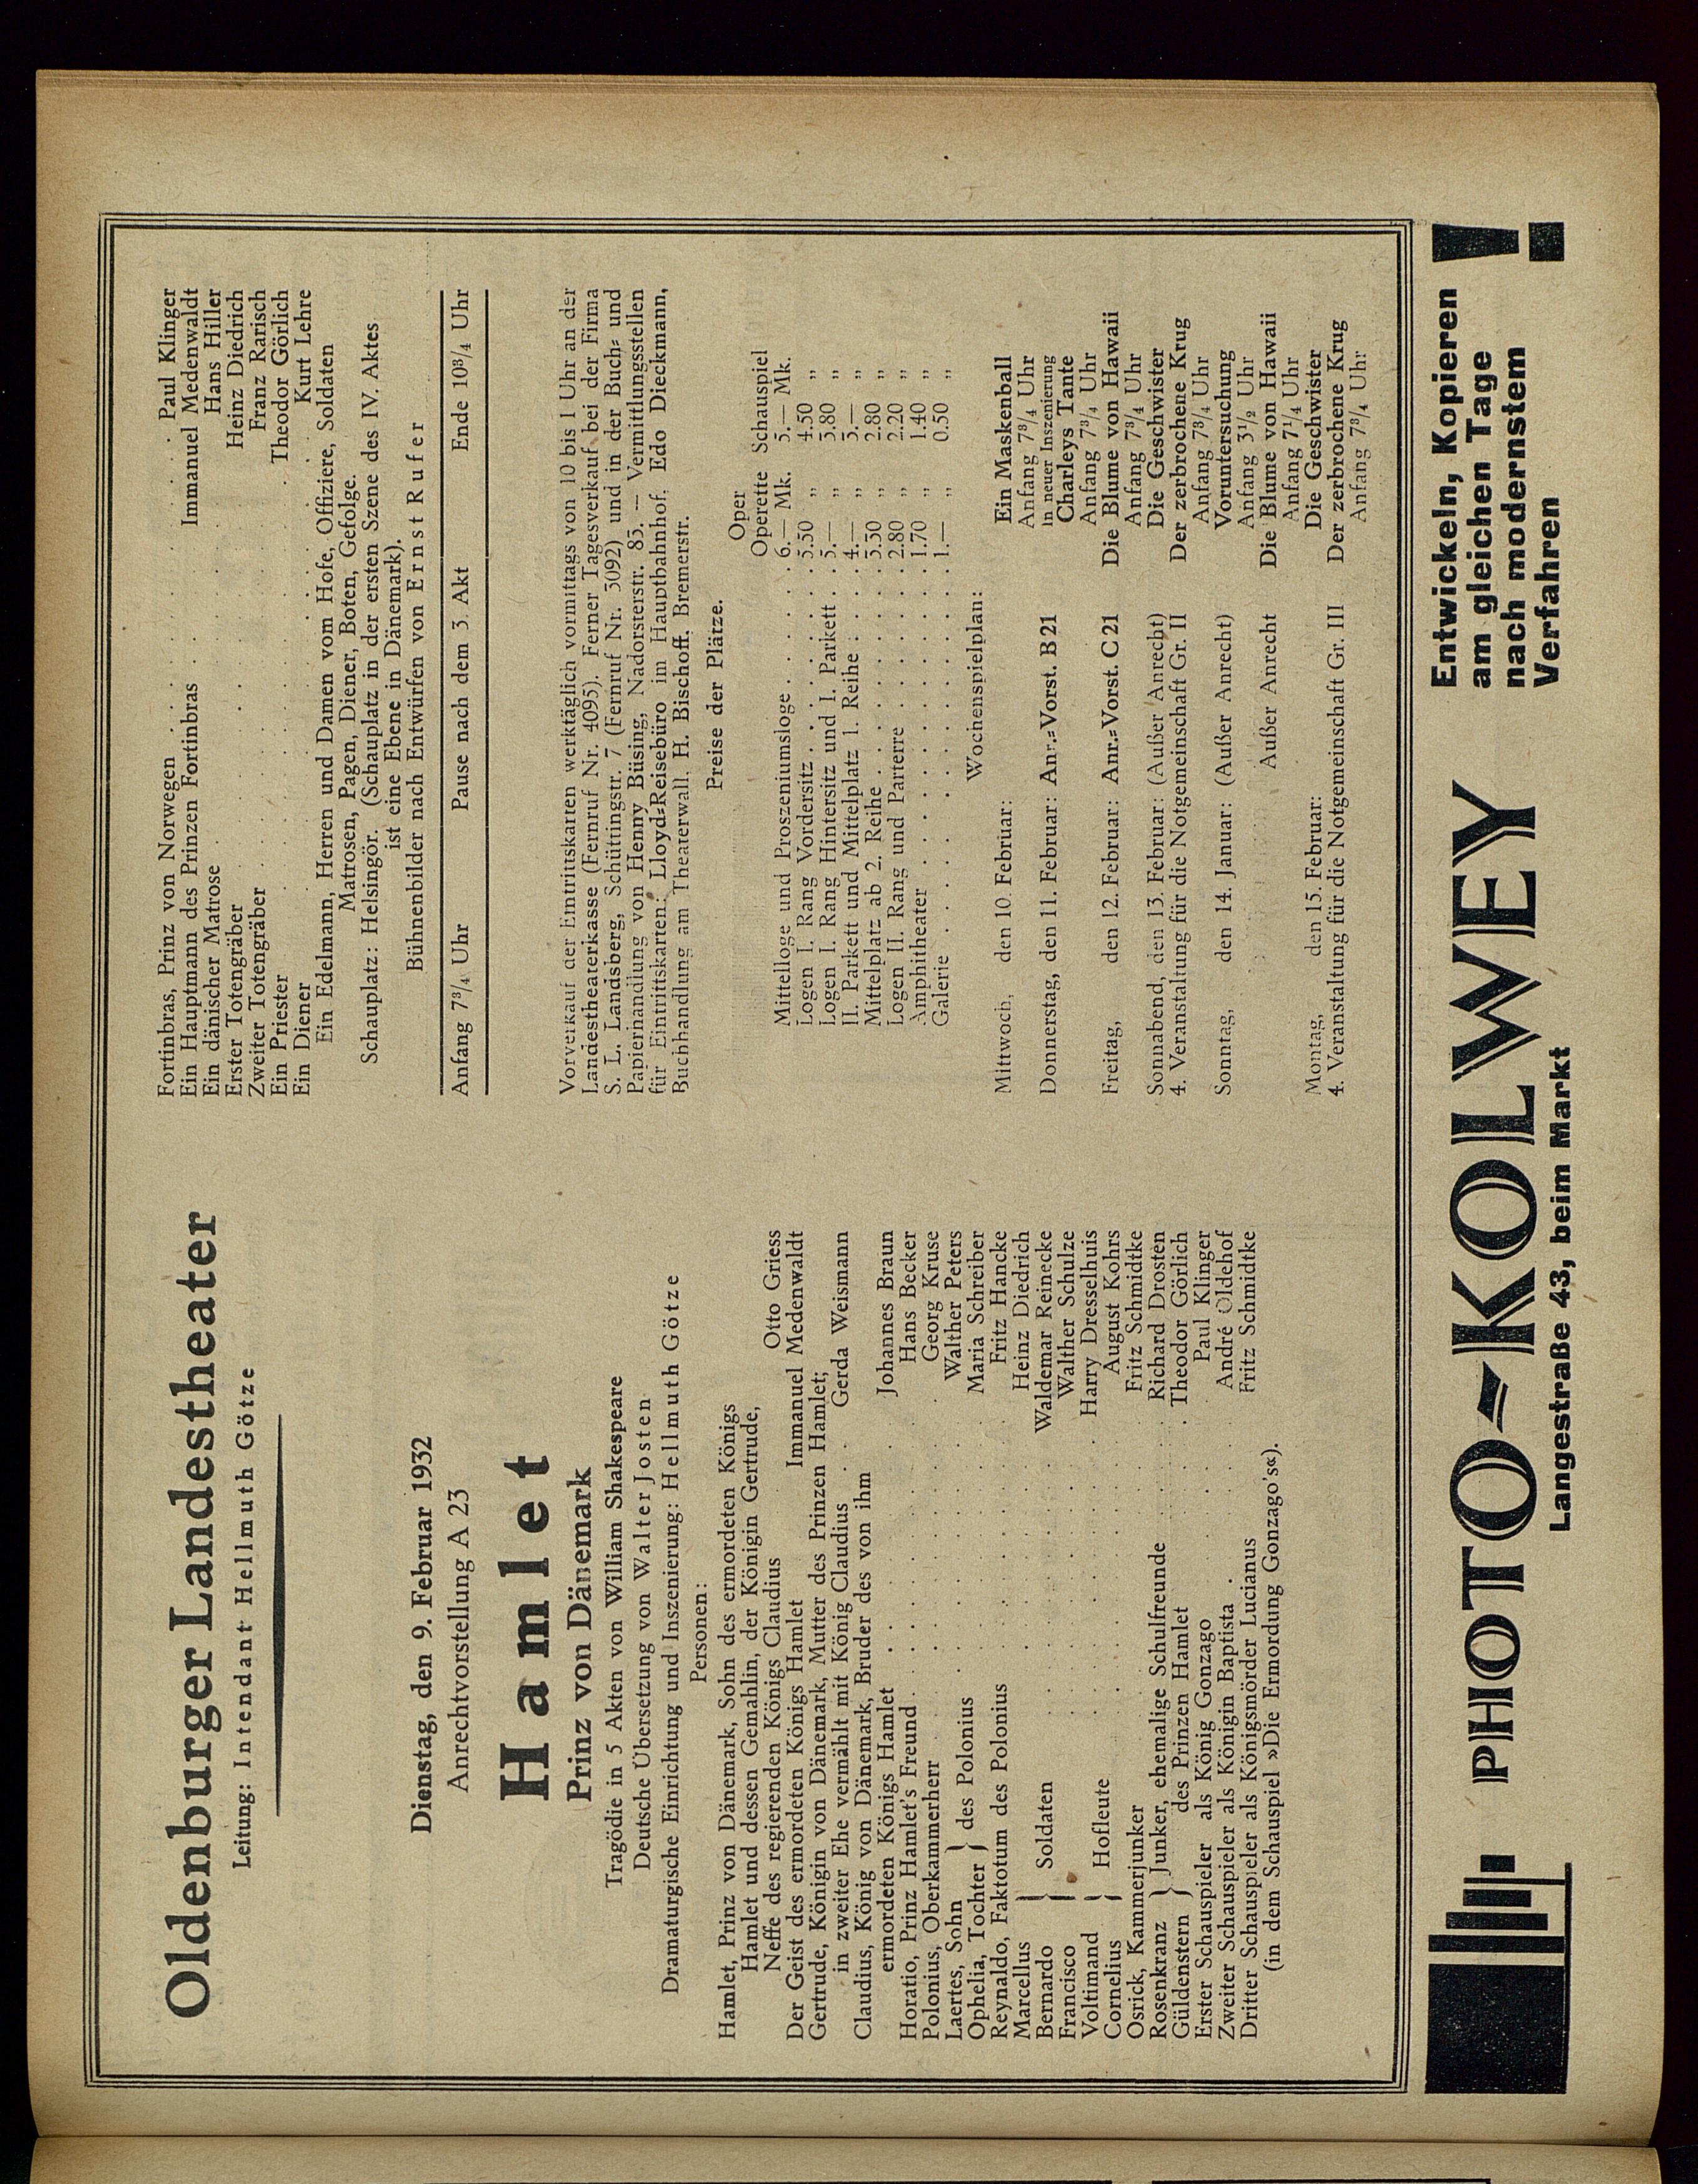 Oldenburger Landestheater
Leitung: Intendant Hellmuth Götze
Dienstag, den 9. Februar 1932
Anrechtvorstellung A 23
Hamlet
Prinz von Dänemark
Tragödie in 5 Akten von William Shakespeare
Deutsche Übersetzung von Walter Josten
Dramaturgische Einrichtung und Inszenierung: Hellmuth Götze
Personen:
Hamlet, Prinz von Dänemark, Sohn des ermordeten Königs
Hamlet und dessen Gemahlin, der Königin Gertrude,
Neffe des regierenden Königs Claudius Otto Griess
Der Geist des ermordeten Königs Hamlet Immanuel Medenwaldt
Gertrude, Königin von Dänemark, Mutter des Prinzen Hamlet;
in zweiter Ehe vermählt mit König Claudius . . Gerda Weismann
Claudius, König von Dänemark, Bruder des von ihm
ermordeten Königs Hamlet . . . . . . Johannes Braun
Horatio, Prinz Hamlet's Freund . . . . . . Hans Becker
Polonius, Oberkammerherr . . . . . . Georg Kruse
Laertes, Sohn } des Polonius . . . . . Walther Peters
Ophelia, Tochter } Maria Schreiber
Reynaldo, Faktotum des Polonius . . . . . Fritz Hancke
Marcellus } Heinz Diedrich
Bernardo } Soldaten . . . . . Waldemar Reinecke
Francisco } Walther Schulze
Voltimand } Hofleute . . . . . Harry Dresselhuis
Cornelius } August Kohrs
Osrick, Kammerjunker . . . . . Fritz Schmidtke
Rosenkranz } Junker, ehemalige Schulfreunde . . . Richard Drosten
Güldenstern } des Prinzen Hamlet . . . Theodor Görlich
Erster Schauspieler als König Gonzago . . . Paul Klinger
Zweiter Schauspieler als Königin Baptista . . . André Oldehof
Dritter Schauspieler als Königsmörder Lucianus Fritz Schmidtke
(in dem Schauspiel »Die Ermordung Gonzago's«).
Fortinbras, Prinz von Norwegen . . . . . . Paul Klinger
Ein Hauptmann des Prinzen Fortinbras . . . Immanuel Medenwaldt
Ein dänischer Matrose . . . . . . Hans Hiller
Erster Totengräber . . . . . . Heinz Diedrich
Zweiter Totengräber . . . . . . Franz Rarisch
Ein Priester . . . . . . Theodor Görlich
Ein Diener . . . . . . Kurt Lehre
Ein Edelmann, Herren und Damen vom Hofe, Offiziere, Soldaten
Matrosen, Pagen, Diener, Boten, Gefolge.
Schauplatz: Helsingör. (Schauplatz in der ersten Szene des IV. Aktes
ist eine Ebene in Dänemark).
Bühnenbilder nach Entwürfen von Ernst Rufer
Anfang 7¾ Uhr Pause nach dem 3. Akt Ende 10¾ Uhr
Vorverkauf der Eintrittskarten werktäglich vormittags von 10 bis 1 Uhr an der
Landestheaterkasse (Fernruf Nr. 4095). Ferner Tagesverkauf bei der Firma
S. L. Landsberg, Schüttingstr. 7 (Fernruf Nr. 3092) und in der Buch- und
Papierhandlung von Henny Büsing, Nadorsterstr. 83. — Vermittlungsstellen
für Eintrittskarten: Lloyd-Reisebüro im Hauptbahnhof, Edo Dieckmann,
Buchhandlung am Theaterwall, H. Bischoff, Bremerstr.
Preise der Plätze.
Oper
Operette Schauspiel
Mittelloge und Proszeniumsloge . . . . . . 6.— Mk. 5.— Mk.
Logen I. Rang Vordersitz . . . . . . 5.50 „ 4.50 „
Logen I. Rang Hintersitz und I. Parkett . . 5.— „ 3.80 „
II. Parkett und Mittelplatz 1. Reihe . . . . 4.— „ 3.— „
Mittelplatz ab 2. Reihe . . . . . . 3.30 „ 2.80 „
Logen II. Rang und Parterre . . . . . . 2.80 „ 2.20 „
Amphitheater . . . . . . 1.70 „ 1.40 „
Galerie . . . . . . 1.— „ 0.50 „
Wochenspielplan:
Mittwoch, den 10. Februar: Ein Maskenball
Anfang 7¾ Uhr
In neuer Inszenierung
Donnerstag, den 11. Februar: An.-Vorst. B 21 Charleys Tante
Anfang 7¾ Uhr
Freitag, den 12. Februar: Anr.-Vorst. C 21 Die Blume von Hawaii
Anfang 7¾ Uhr
Sonnabend, den 13. Februar: (Außer Anrecht) Die Geschwister
4. Veranstaltung für die Notgemeinschaft Gr. II Der zerbrochene Krug
Anfang 7¾ Uhr
Sonntag, den 14. Januar: (Außer Anrecht) Voruntersuchung
Anfang 3½ Uhr
Außer Anrecht Die Blume von Hawaii
Anfang 7¼ Uhr
Montag, den 15. Februar: Die Geschwister
4. Veranstaltung für die Notgemeinschaft Gr. III Der zerbrochene Krug
Anfang 7¾ Uhr
PHOTO-KOLWEY
Langestraße 43, beim Markt
Entwickeln, Kopieren
am gleichen Tage
nach modernstem
Verfahren !